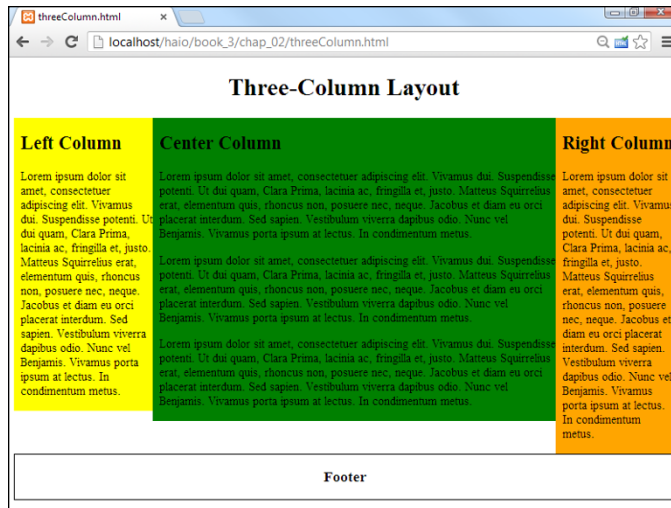 threeColumn.html
localhost/haio/book_3/chap_02/threeColumn.html
Three-Column Layout
Left Column
Lorem ipsum dolor sit
amet, consectetuer
adipiscing elit. Vivamus
dui. Suspendisse potenti. Ut
dui quam, Clara Prima,
lacinia ac, fringilla et, justo.
Matteus Squirrelius erat,
elementum quis, rhoncus
non, posuere nec, neque.
Jacobus et diam eu orci
placerat interdum. Sed
sapien. Vestibulum viverra
dapibus odio. Nunc vel
Benjamis. Vivamus porta
ipsum at lectus. In
condimentum metus.
Center Column
Lorem ipsum dolor sit amet, consectetuer adipiscing elit. Vivamus dui. Suspendisse
potenti. Ut dui quam, Clara Prima, lacinia ac, fringilla et, justo. Matteus Squirrelius
erat, elementum quis, rhoncus non, posuere nec, neque. Jacobus et diam eu orci
placerat interdum. Sed sapien. Vestibulum viverra dapibus odio. Nunc vel
Benjamis. Vivamus porta ipsum at lectus. In condimentum metus.
Lorem ipsum dolor sit amet, consectetuer adipiscing elit. Vivamus dui. Suspendisse
potenti. Ut dui quam, Clara Prima, lacinia ac, fringilla et, justo. Matteus Squirrelius
erat, elementum quis, rhoncus non, posuere nec, neque. Jacobus et diam eu orci
placerat interdum. Sed sapien. Vestibulum viverra dapibus odio. Nunc vel
Benjamis. Vivamus porta ipsum at lectus. In condimentum metus.
Lorem ipsum dolor sit amet, consectetuer adipiscing elit. Vivamus dui. Suspendisse
potenti. Ut dui quam, Clara Prima, lacinia ac, fringilla et, justo. Matteus Squirrelius
erat, elementum quis, rhoncus non, posuere nec, neque. Jacobus et diam eu orci
placerat interdum. Sed sapien. Vestibulum viverra dapibus odio. Nunc vel
Benjamis. Vivamus porta ipsum at lectus. In condimentum metus.
Right Column
Lorem ipsum dolor sit
amet, consectetuer
adipiscing elit. Vivamus
dui. Suspendisse
potenti. Ut dui quam,
Clara Prima, lacinia ac,
fringilla et, justo.
Matteus Squirrelius
erat, elementum quis,
rhoncus non, posuere
nec, neque. Jacobus et
diam eu orci placerat
interdum. Sed sapien.
Vestibulum viverra
dapibus odio. Nunc vel
Benjamis. Vivamus
porta ipsum at lectus.
In condimentum
metus.
Footer